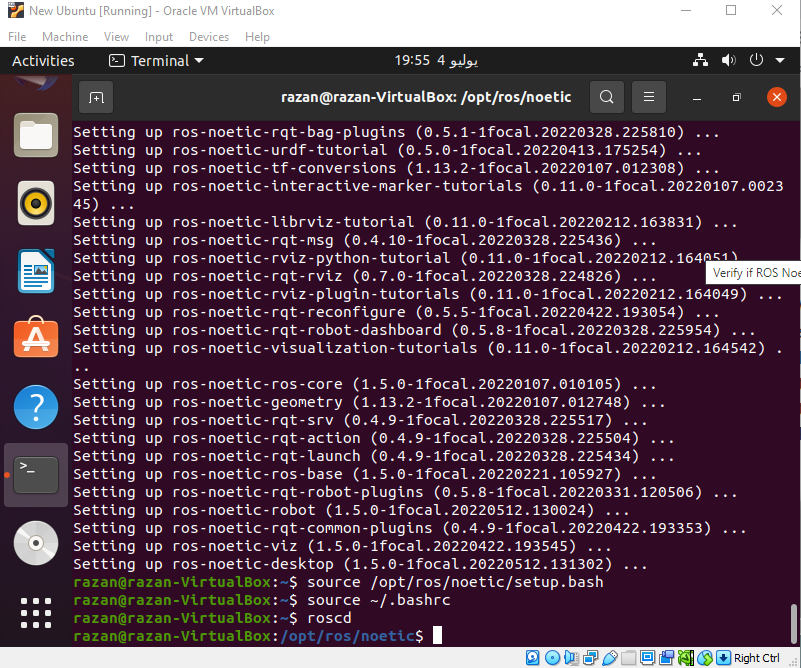 New Ubuntu [Running] - Oracle VM VirtualBox
File Machine View Input Devices Help
Activities Terminal 19:55 4 يوليو
razan@razan-VirtualBox: /opt/ros/noetic
Setting up ros-noetic-rqt-bag-plugins (0.5.1-1focal.20220328.225810) ...
Setting up ros-noetic-urdf-tutorial (0.5.0-1focal.20220413.175254) ...
Setting up ros-noetic-tf-conversions (1.13.2-1focal.20220107.012308) ...
Setting up ros-noetic-interactive-marker-tutorials (0.11.0-1focal.20220107.0023
45) ...
Setting up ros-noetic-librviz-tutorial (0.11.0-1focal.20220212.163831) ...
Setting up ros-noetic-rqt-msg (0.4.10-1focal.20220328.225436) ...
Setting up ros-noetic-rviz-python-tutorial (0.11.0-1focal.20220212.164051)
Verify if ROS Noe
Setting up ros-noetic-rqt-rviz (0.7.0-1focal.20220328.224826) ...
Setting up ros-noetic-rviz-plugin-tutorials (0.11.0-1focal.20220212.164049) ...
Setting up ros-noetic-rqt-reconfigure (0.5.5-1focal.20220422.193054) ...
Setting up ros-noetic-rqt-robot-dashboard (0.5.8-1focal.20220328.225954) ...
Setting up ros-noetic-visualization-tutorials (0.11.0-1focal.20220212.164542) .
..
Setting up ros-noetic-ros-core (1.5.0-1focal.20220107.010105) ...
Setting up ros-noetic-geometry (1.13.2-1focal.20220107.012748) ...
Setting up ros-noetic-rqt-srv (0.4.9-1focal.20220328.225517) ...
Setting up ros-noetic-rqt-action (0.4.9-1focal.20220328.225504) ...
Setting up ros-noetic-rqt-launch (0.4.9-1focal.20220328.225434) ...
Setting up ros-noetic-ros-base (1.5.0-1focal.20220221.105927) ...
Setting up ros-noetic-rqt-robot-plugins (0.5.8-1focal.20220331.120506) ...
Setting up ros-noetic-robot (1.5.0-1focal.20220512.130024) ...
Setting up ros-noetic-rqt-common-plugins (0.4.9-1focal.20220422.193353) ...
Setting up ros-noetic-viz (1.5.0-1focal.20220422.193545) ...
Setting up ros-noetic-desktop (1.5.0-1focal.20220512.131302) ...
razan@razan-VirtualBox:~$ source /opt/ros/noetic/setup.bash
razan@razan-VirtualBox:~$ source ~/.bashrc
razan@razan-VirtualBox:~$ roscd
razan@razan-VirtualBox:/opt/ros/noetic$
Right Ctrl